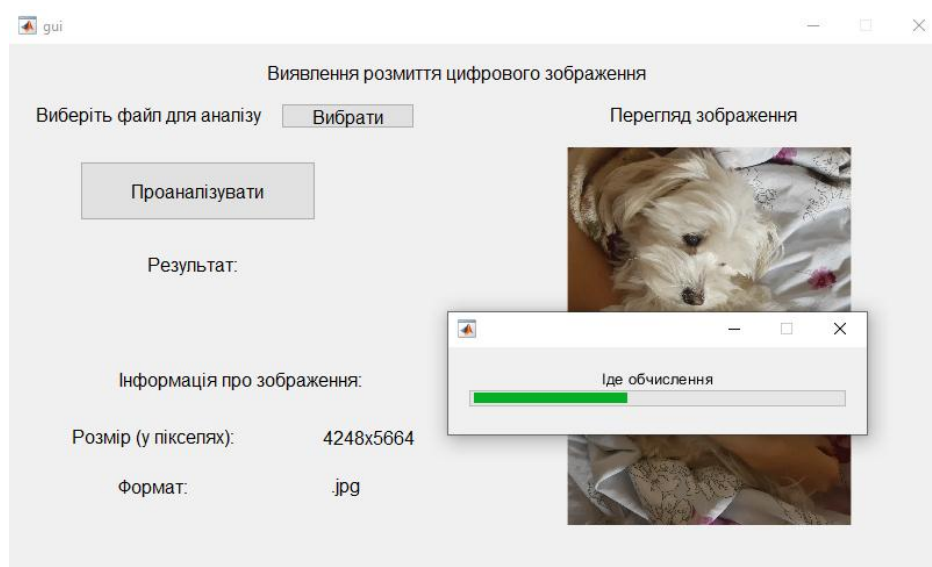 gui
Виявлення розмиття цифрового зображення
Виберіть файл для аналізу Вибрати
Перегляд зображення
Проаналізувати
Результат:
Іде обчислення
Інформація про зображення:
Розмір (у пікселях): 4248x5664
Формат: .jpg